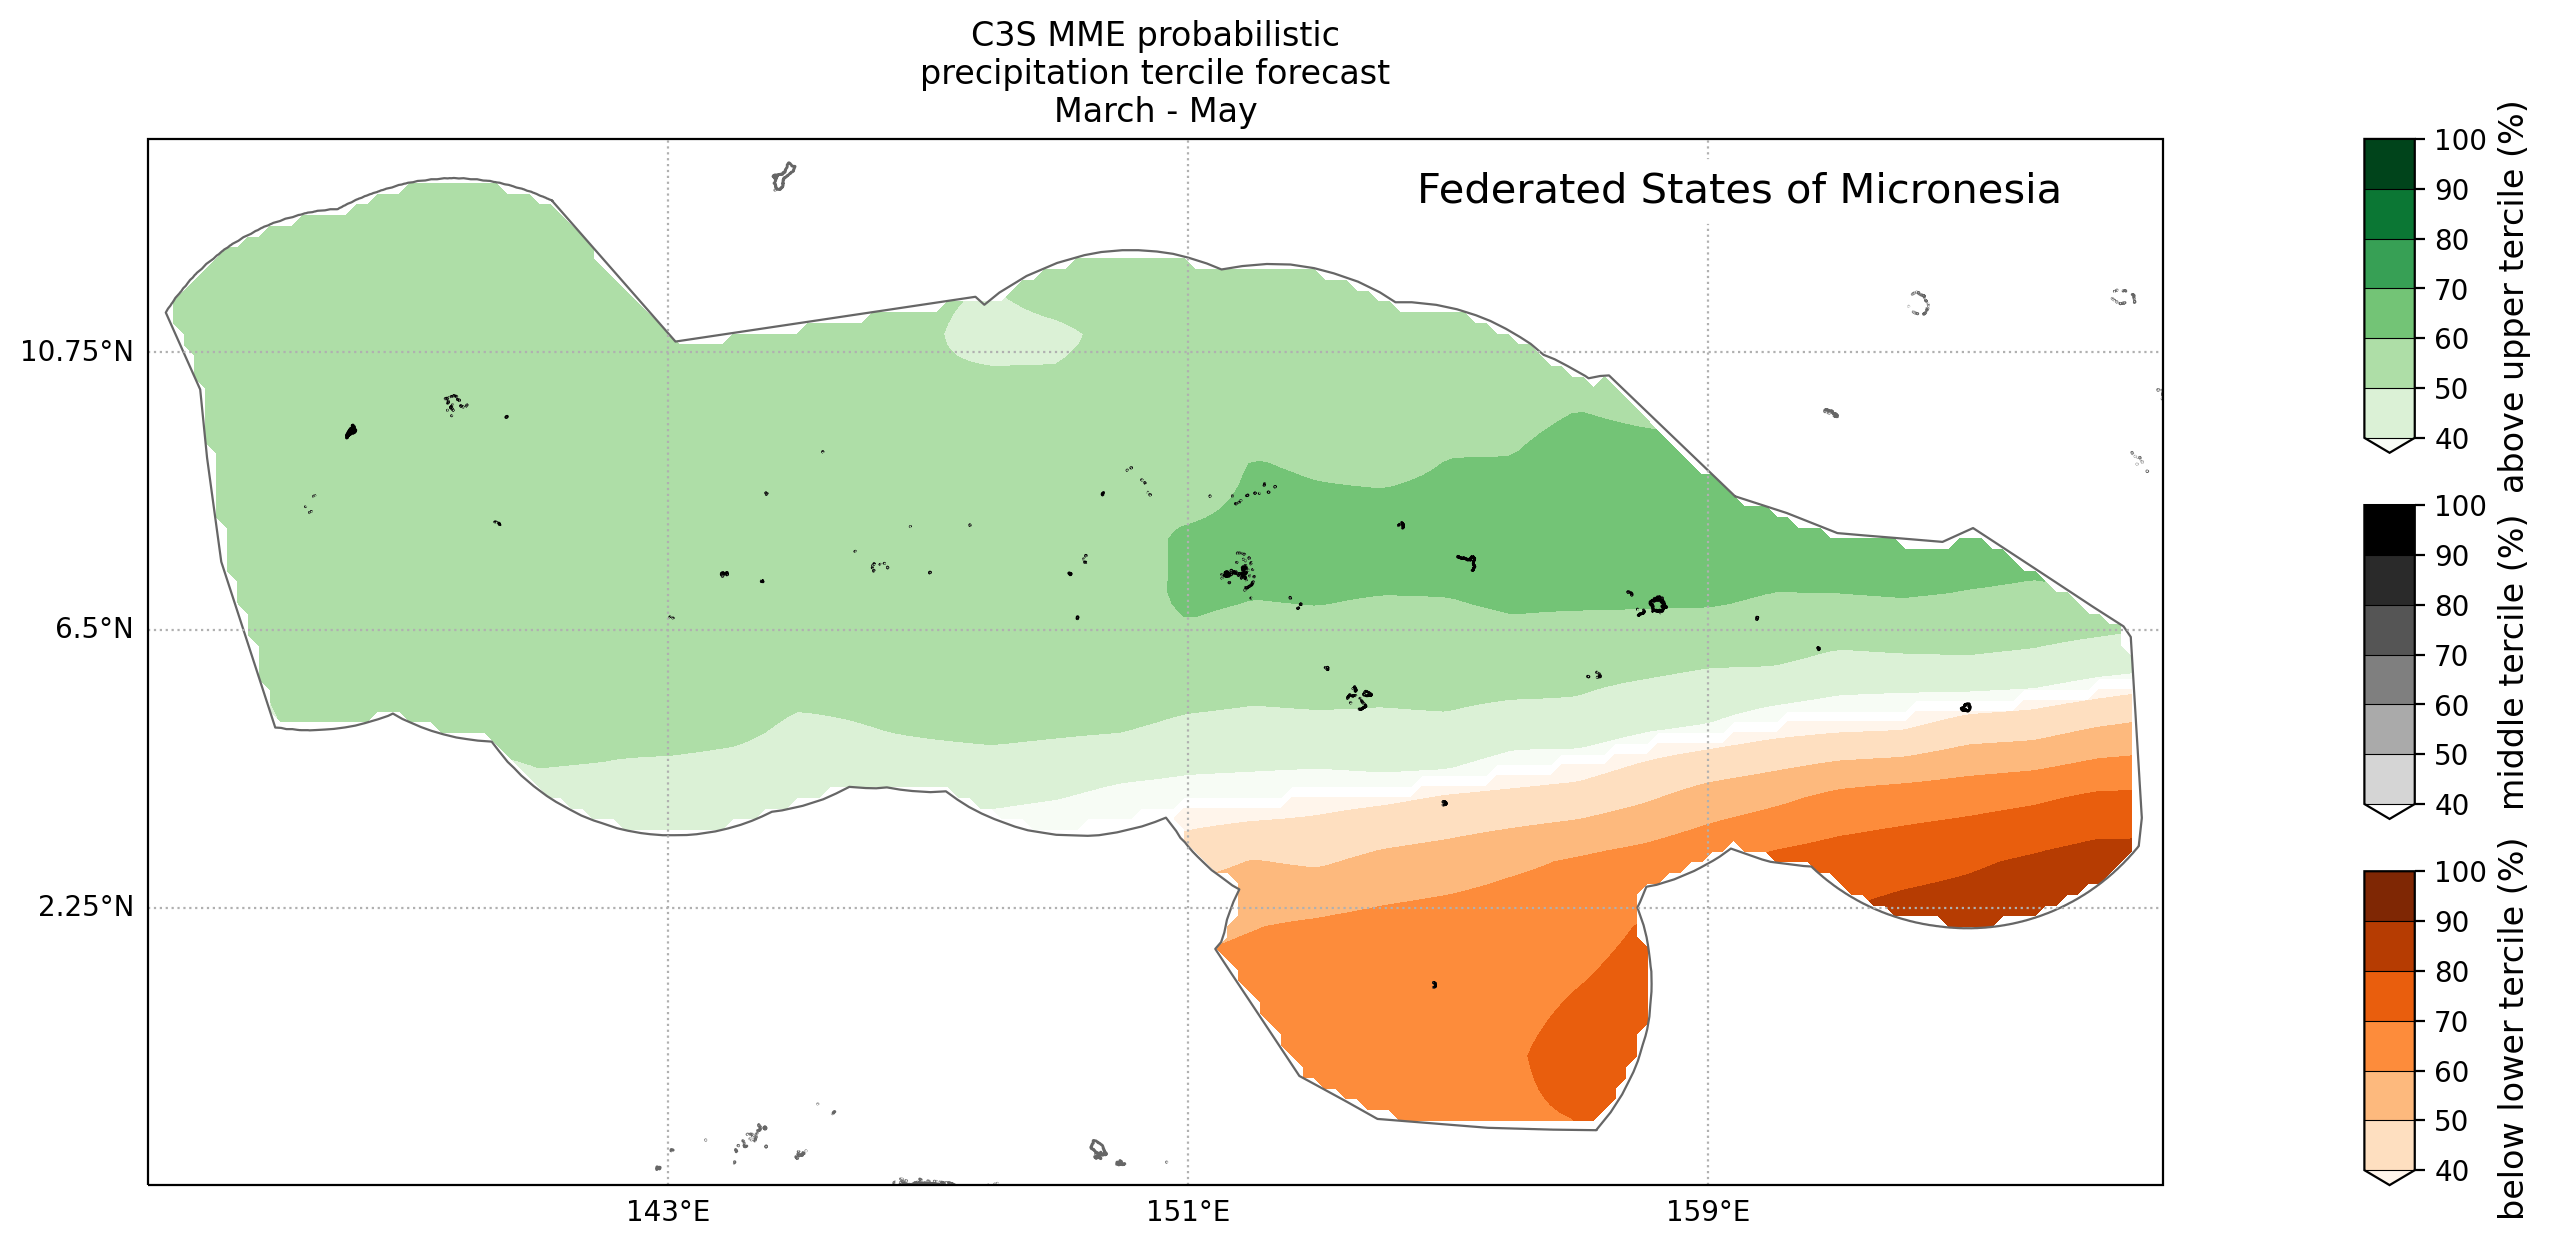 C3S MME probabilistic
precipitation tercile forecast
March - May
Federated States of Micronesia
10.75°N
6.5°N
2.25°N
143°E
151°E
159°E
100
90
80
70
60
50
40
above upper tercile (%)
100
90
80
70
60
50
40
middle tercile (%)
100
90
80
70
60
50
40
below lower tercile (%)